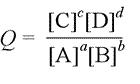 Q = [C]^c[D]^d / [A]^a[B]^b